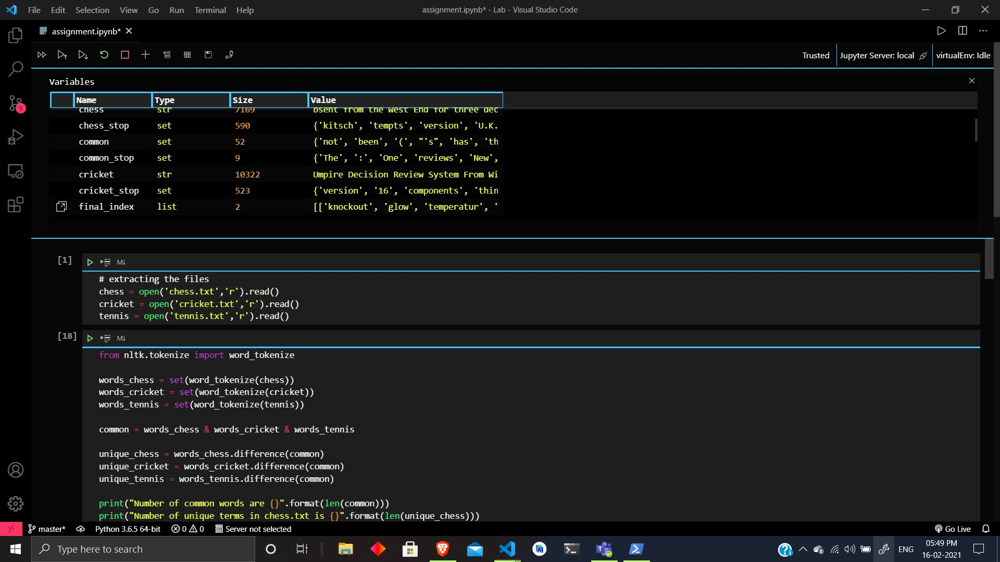 File Edit Selection View Go Run Terminal Help
assignment.ipynb* - Lab - Visual Studio Code
assignment.ipynb*
Trusted
Jupyter Server: local
virtualEnv: Idle
5
Variables
Name Type Size Value
chess str 7169 bsent from the West End for three dec
chess_stop set 590 {'kitsch', 'tempts', 'version', 'U.K.
common set 52 {'not', 'been', '(', "'s", 'has', 'th
common_stop set 9 {'The', ':', 'One', 'reviews', 'New',
cricket str 10322 Umpire Decision Review System From Wi
cricket_stop set 523 {'version', '16', 'components', 'thin
final_index list 2 [['knockout', 'glow', 'temperatur', '
[1]
M↓
# extracting the files
chess = open('chess.txt','r').read()
cricket = open('cricket.txt','r').read()
tennis = open('tennis.txt','r').read()
[18]
M↓
from nltk.tokenize import word_tokenize
words_chess = set(word_tokenize(chess))
words_cricket = set(word_tokenize(cricket))
words_tennis = set(word_tokenize(tennis))
common = words_chess & words_cricket & words_tennis
unique_chess = words_chess.difference(common)
unique_cricket = words_cricket.difference(common)
unique_tennis = words_tennis.difference(common)
print("Number of common words are {}".format(len(common)))
print("Number of unique terms in chess.txt is {}".format(len(unique_chess)))
master* Python 3.6.5 64-bit 0 0 Server not selected Go Live
Type here to search
ENG
05:49 PM
16-02-2021